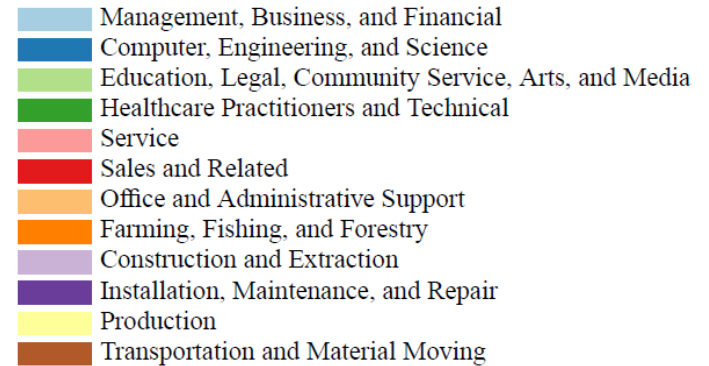 Management, Business, and Financial
Computer, Engineering, and Science
Education, Legal, Community Service, Arts, and Media
Healthcare Practitioners and Technical
Service
Sales and Related
Office and Administrative Support
Farming, Fishing, and Forestry
Construction and Extraction
Installation, Maintenance, and Repair
Production
Transportation and Material Moving